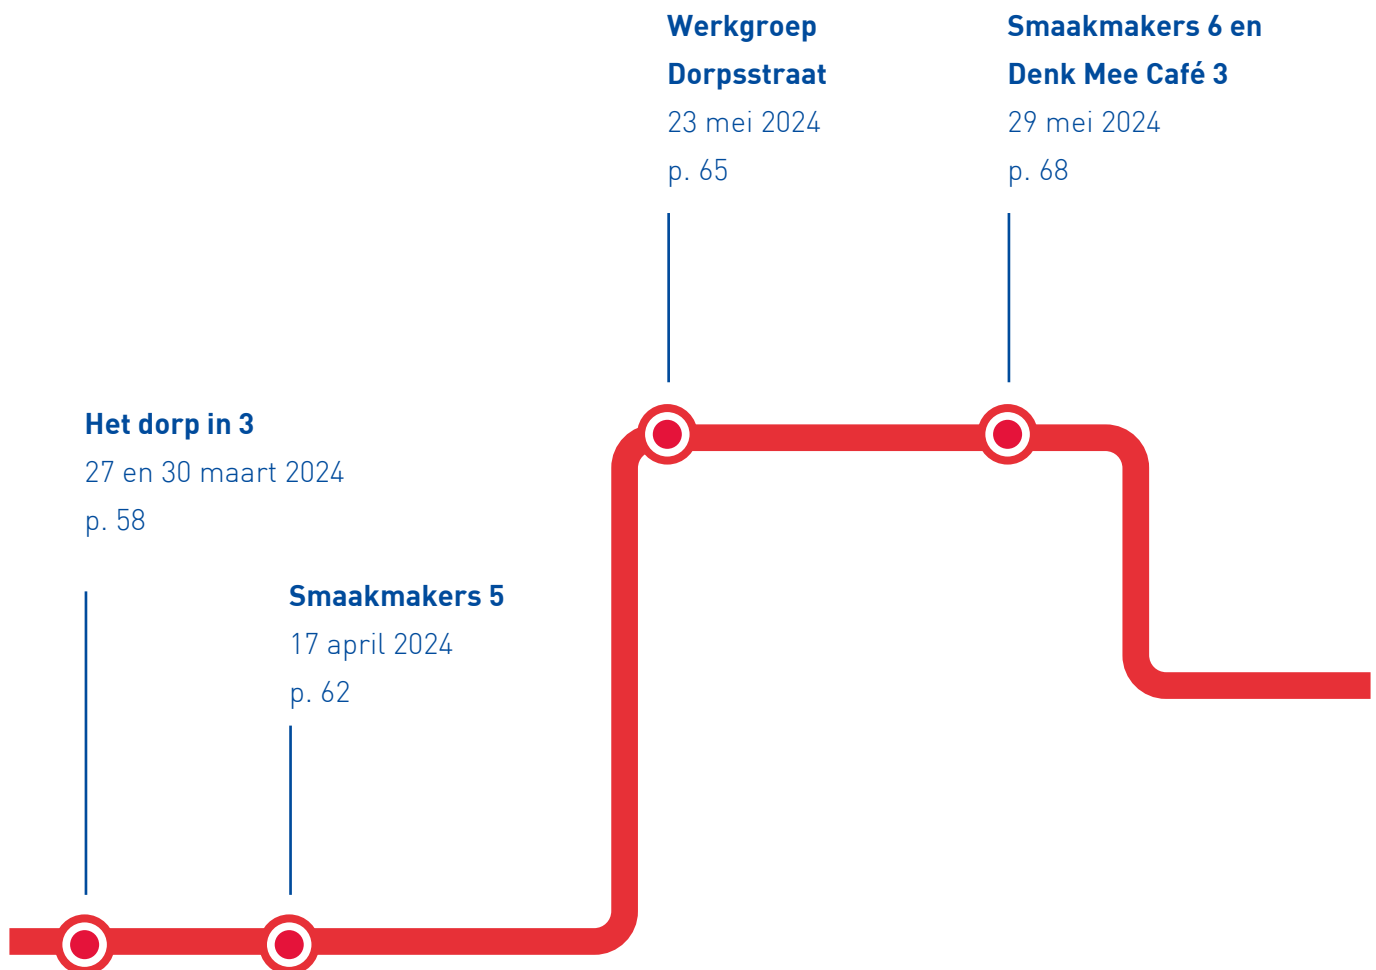 Het dorp in 3
27 en 30 maart 2024
p. 58
Smaakmakers 5
17 april 2024
p. 62
Werkgroep
Dorpsstraat
23 mei 2024
p. 65
Smaakmakers 6 en
Denk Mee Café 3
29 mei 2024
p. 68